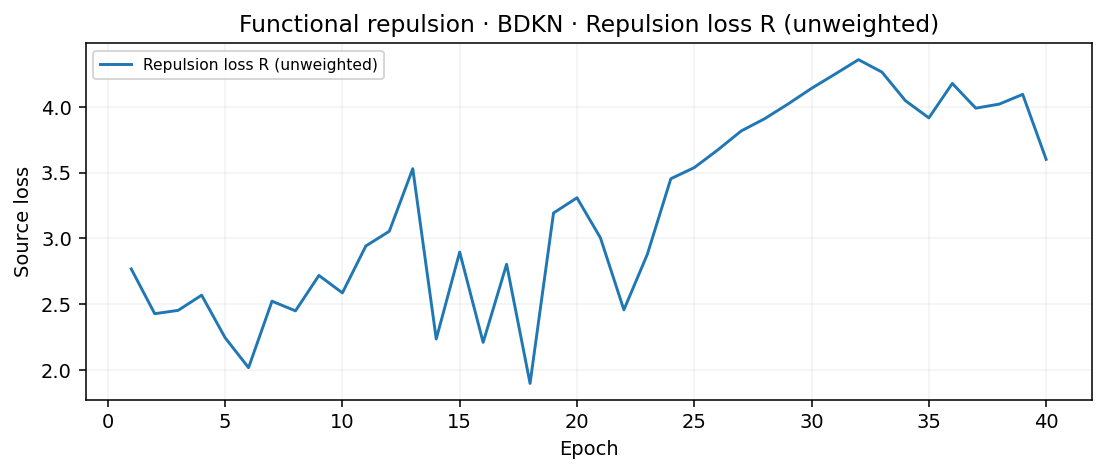 Functional repulsion · BDKN · Repulsion loss R (unweighted)
Repulsion loss R (unweighted)
Source loss
4.0
3.5
3.0
2.5
2.0
0 5 10 15 20 25 30 35 40
Epoch